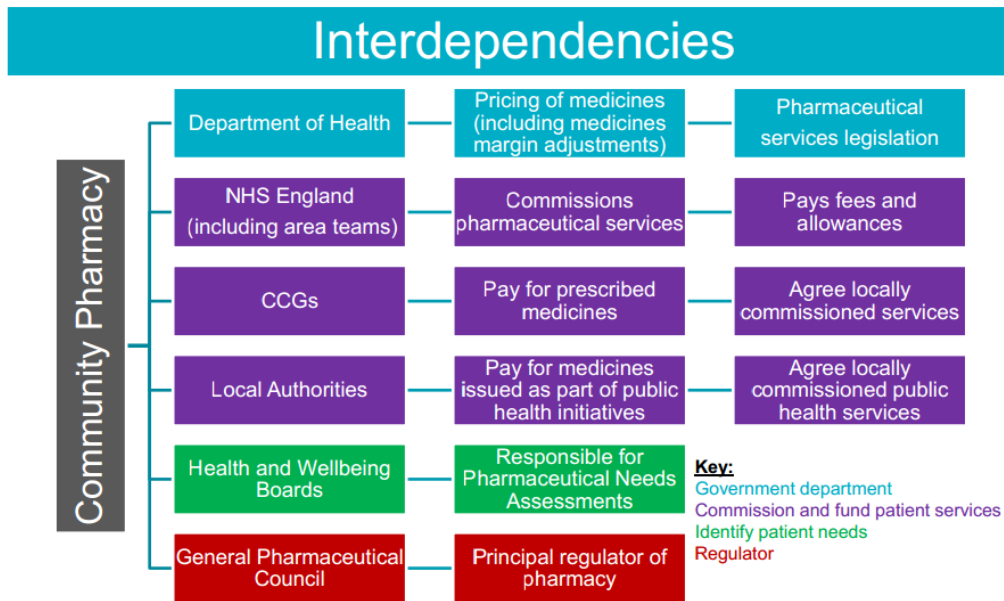 Interdependencies
Community Pharmacy
Department of Health
Pricing of medicines
(including medicines
margin adjustments)
Pharmaceutical
services legislation
NHS England
(including area teams)
Commissions
pharmaceutical services
Pays fees and
allowances
CCGs
Pay for prescribed
medicines
Agree locally
commissioned services
Local Authorities
Pay for medicines
issued as part of public
health initiatives
Agree locally
commissioned public
health services
Health and Wellbeing
Boards
Responsible for
Pharmaceutical Needs
Assessments
General Pharmaceutical
Council
Principal regulator of
pharmacy
Key:
Government department
Commission and fund patient services
Identify patient needs
Regulator